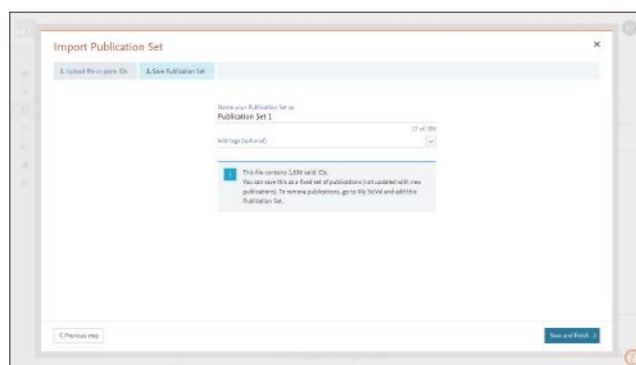 Import Publication Set
1. Upload file or paste IDs
2. Save Publication Set
Name your Publication Set as
Publication Set 1
17 of 300
Add tags (optional)
This file contains 1,636 valid IDs.
You can save this as a fixed set of publications (not updated with new
publications). To remove publications, go to My SciVal and edit this
Publication Set.
Previous step
Save and finish